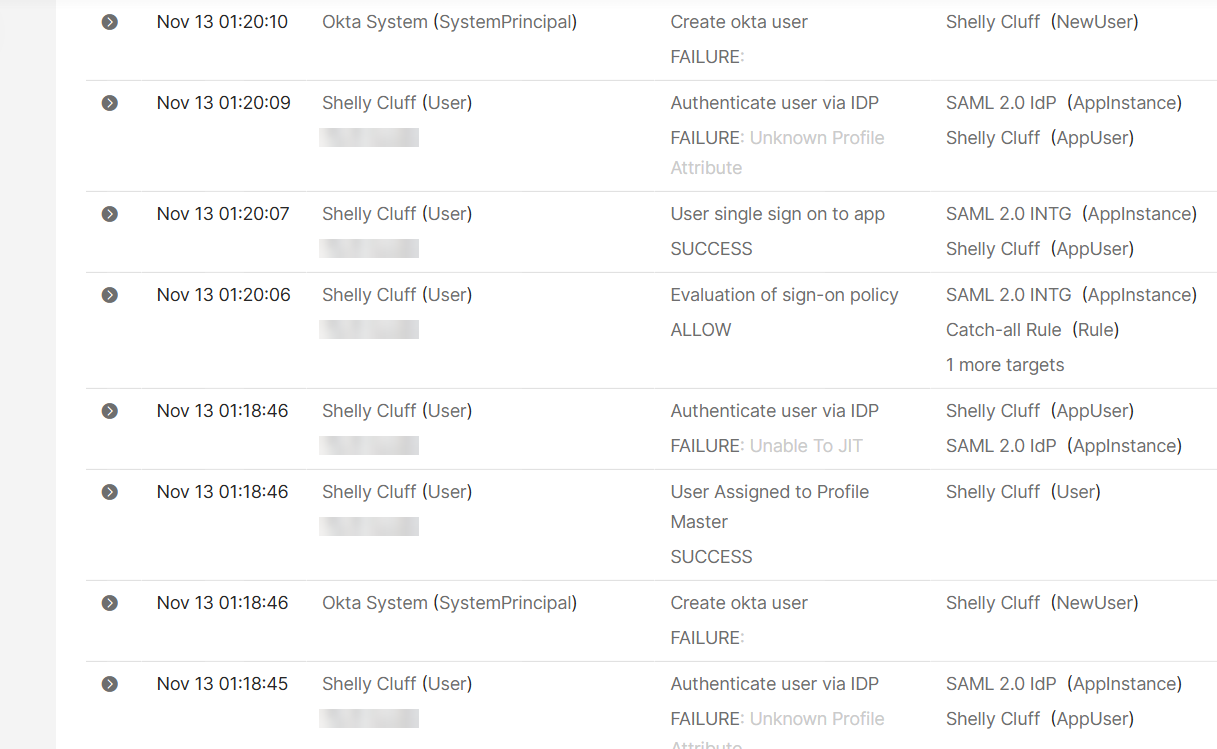 Nov 13 01:20:10 Okta System (SystemPrincipal) Create okta user Shelly Cluff (NewUser)
FAILURE:
Nov 13 01:20:09 Shelly Cluff (User) Authenticate user via IDP SAML 2.0 IdP (AppInstance)
FAILURE: Unknown Profile Shelly Cluff (AppUser)
Attribute
Nov 13 01:20:07 Shelly Cluff (User) User single sign on to app SAML 2.0 INTG (AppInstance)
SUCCESS Shelly Cluff (AppUser)
Nov 13 01:20:06 Shelly Cluff (User) Evaluation of sign-on policy SAML 2.0 INTG (AppInstance)
ALLOW Catch-all Rule (Rule)
1 more targets
Nov 13 01:18:46 Shelly Cluff (User) Authenticate user via IDP Shelly Cluff (AppUser)
FAILURE: Unable To JIT SAML 2.0 IdP (AppInstance)
Nov 13 01:18:46 Shelly Cluff (User) User Assigned to Profile Shelly Cluff (User)
Master
SUCCESS
Nov 13 01:18:46 Okta System (SystemPrincipal) Create okta user Shelly Cluff (NewUser)
FAILURE:
Nov 13 01:18:45 Shelly Cluff (User) Authenticate user via IDP SAML 2.0 IdP (AppInstance)
FAILURE: Unknown Profile Shelly Cluff (AppUser)
Attribute